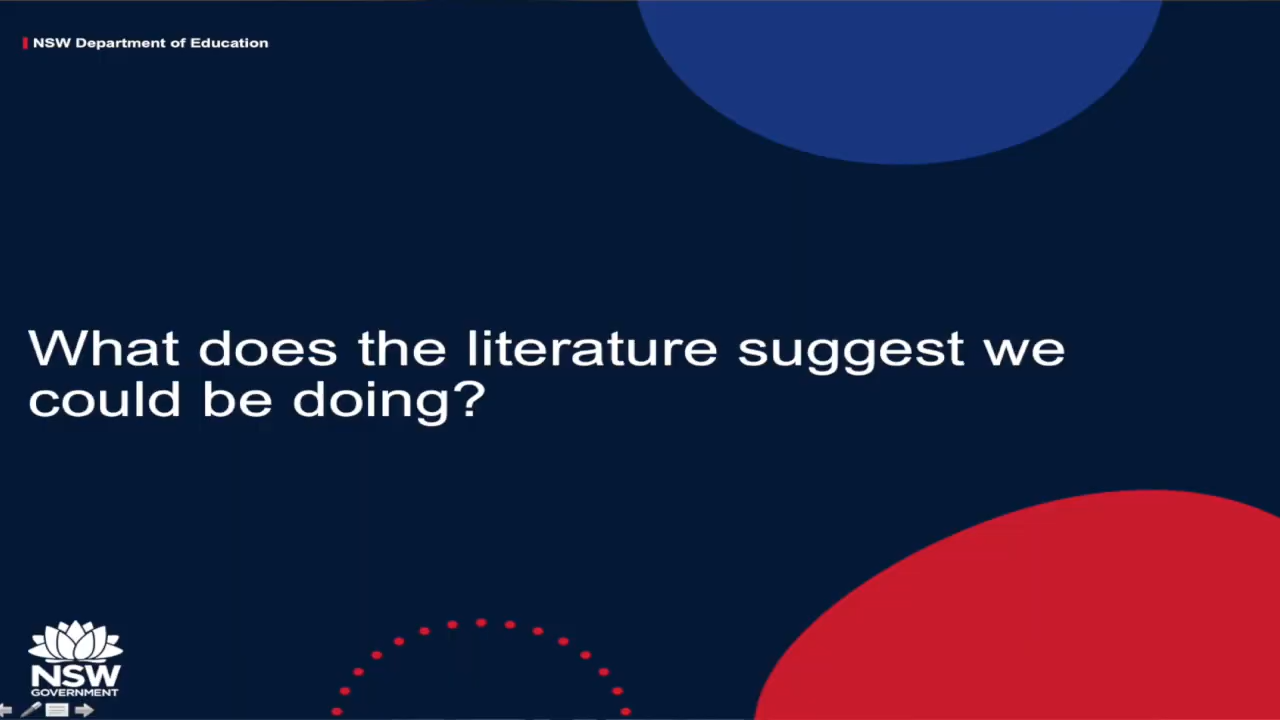 NSW Department of Education
What does the literature suggest we
could be doing?
NSW
GOVERNMENT